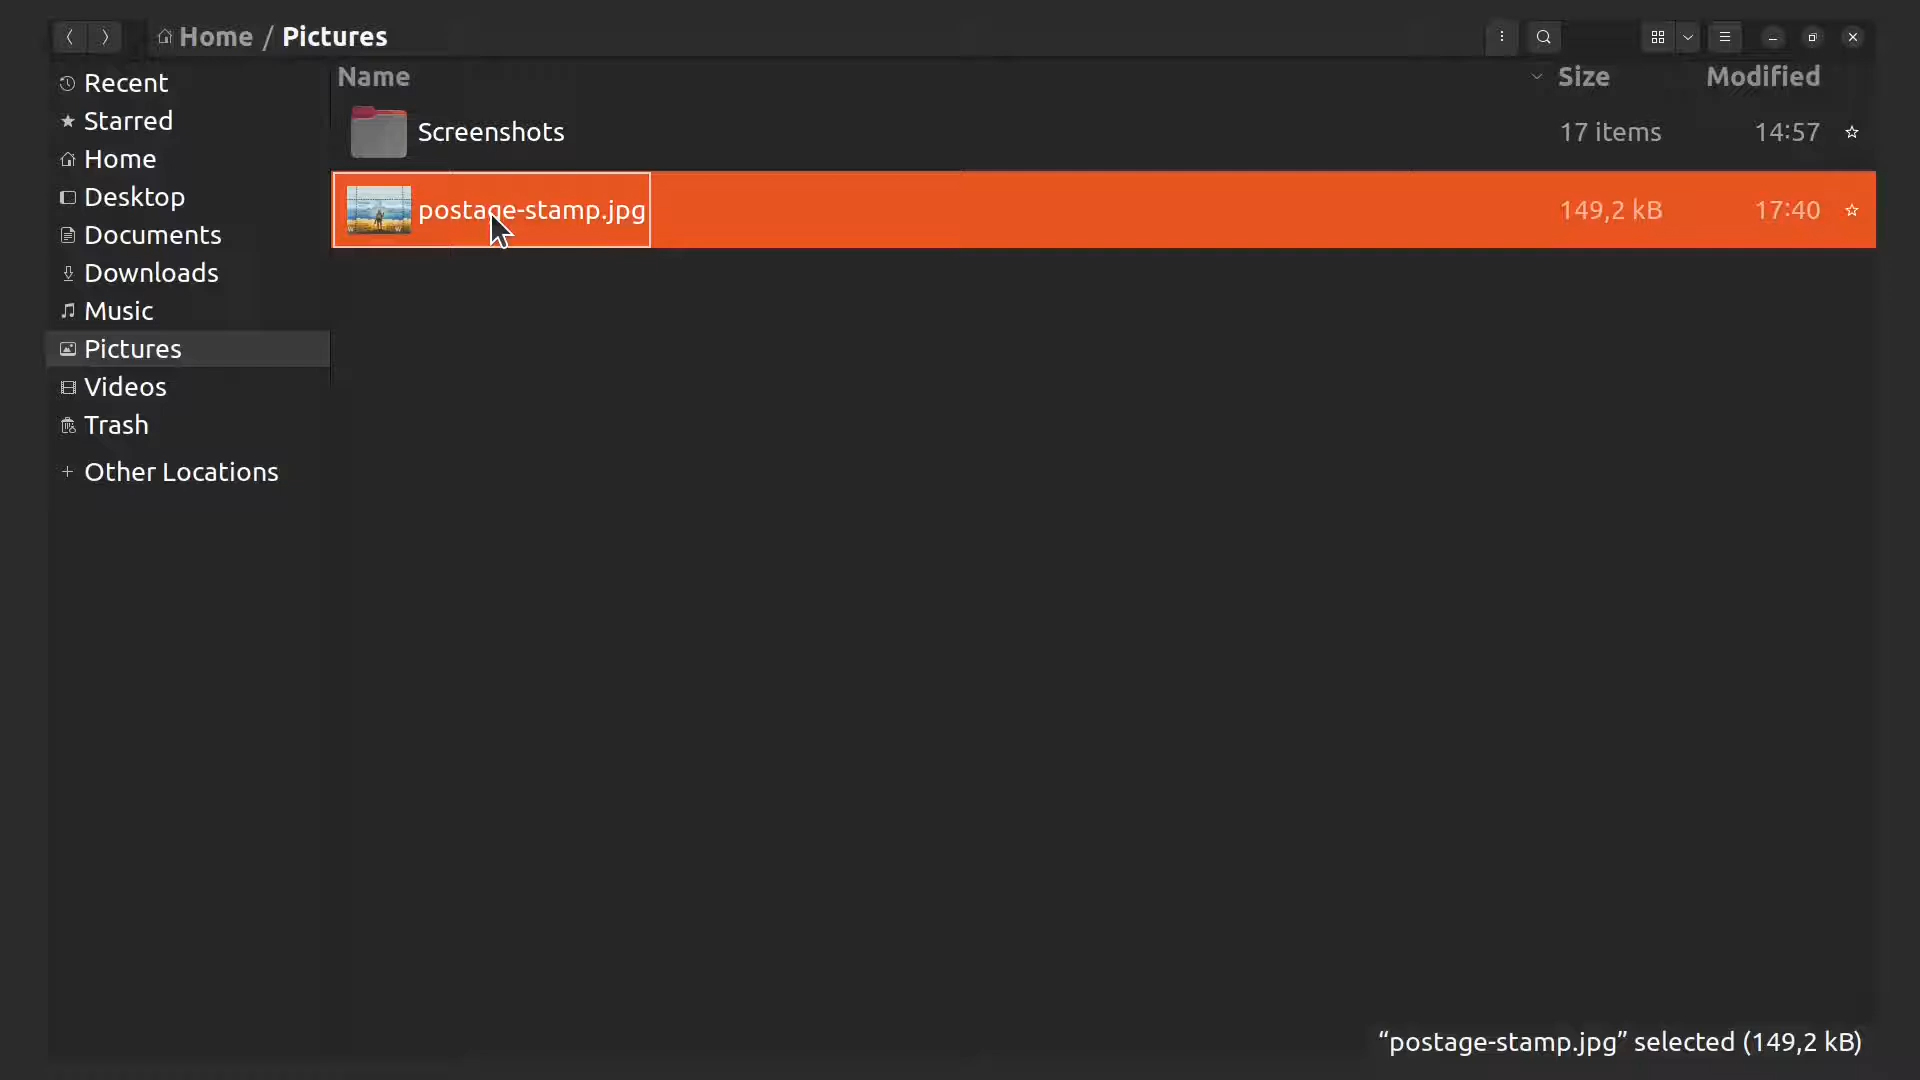 Home / Pictures
Name Size Modified
Recent
Starred
Home
Desktop
Documents
Downloads
Music
Pictures
Videos
Trash
Other Locations
Screenshots 17 items 14:57
postage-stamp.jpg 149,2 kB 17:40
“postage-stamp.jpg” selected (149,2 kB)